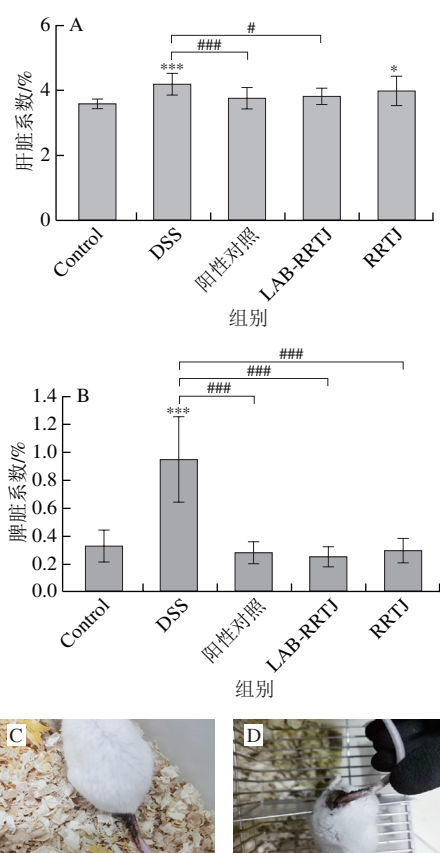 A
6
4
2
0
肝脏系数/%
#
###
***
*
Control
DSS
阳性对照
LAB-RRTJ
RRTJ
组别
B
1.4
1.2
1.0
0.8
0.6
0.4
0.2
0.0
脾脏系数/%
###
###
###
***
Control
DSS
阳性对照
LAB-RRTJ
RRTJ
组别
C
D